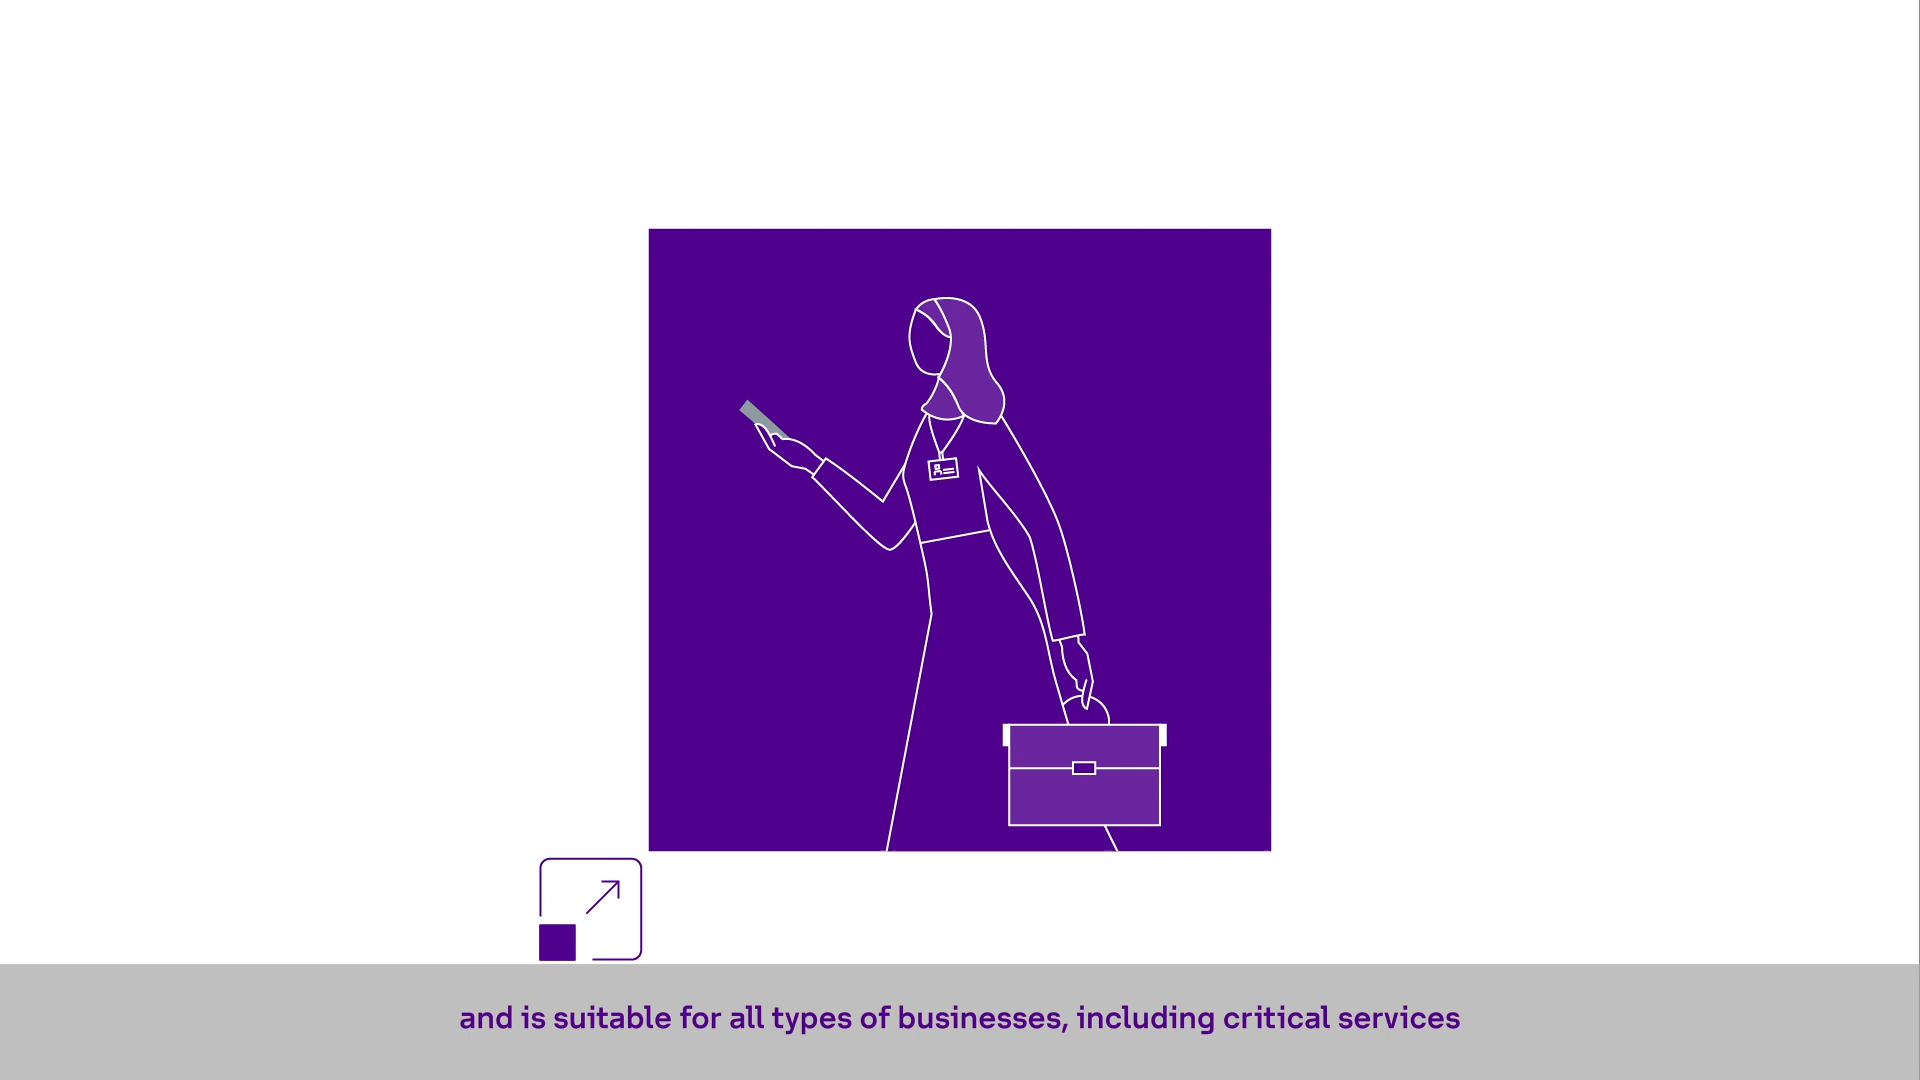 and is suitable for all types of businesses, including critical services